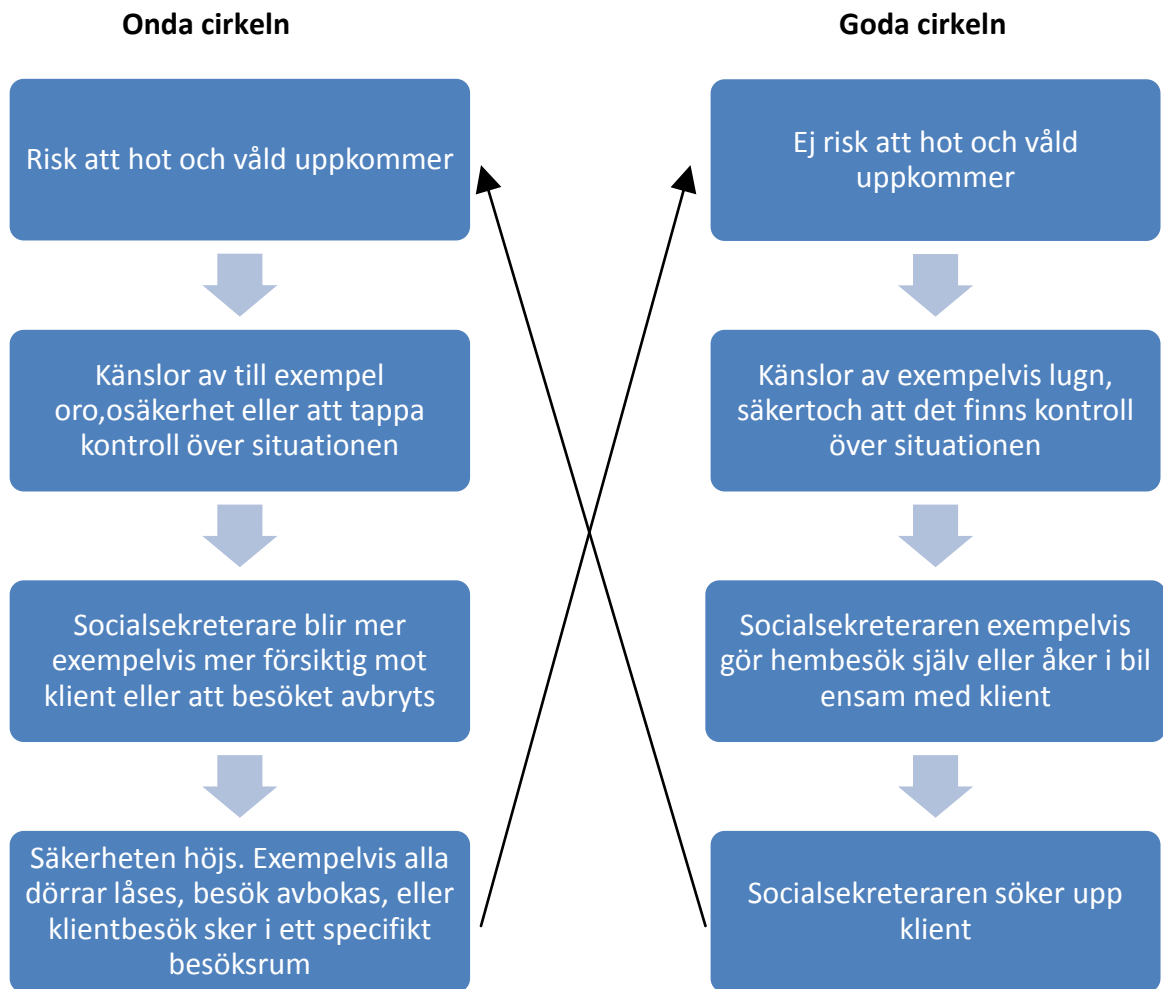 Onda cirkeln
Risk att hot och våld uppkommer
Känslor av till exempel
oro,osäkerhet eller att tappa
kontroll över situationen
Socialsekreterare blir mer
exempelvis mer försiktig mot
klient eller att besöket avbryts
Säkerheten höjs. Exempelvis alla
dörrar låses, besök avbokas, eller
klientbesök sker i ett specifikt
besöksrum
Goda cirkeln
Ej risk att hot och våld
uppkommer
Känslor av exempelvis lugn,
säkertoch att det finns kontroll
över situationen
Socialsekreteraren exempelvis
gör hembesök själv eller åker i bil
ensam med klient
Socialsekreteraren söker upp
klient